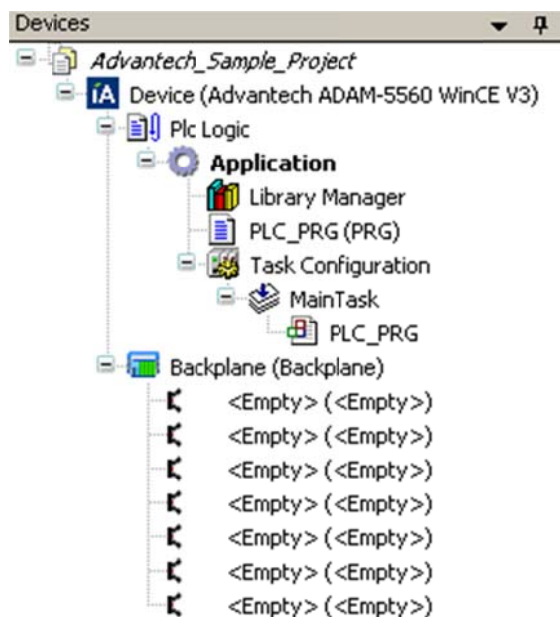 Devices
Advantech_Sample_Project
Device (Advantech ADAM-5560 WinCE V3)
Plc Logic
Application
Library Manager
PLC_PRG (PRG)
Task Configuration
MainTask
PLC_PRG
Backplane (Backplane)
<Empty> (<Empty>)
<Empty> (<Empty>)
<Empty> (<Empty>)
<Empty> (<Empty>)
<Empty> (<Empty>)
<Empty> (<Empty>)
<Empty> (<Empty>)